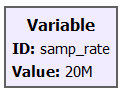 Variable
ID: samp_rate
Value: 20M